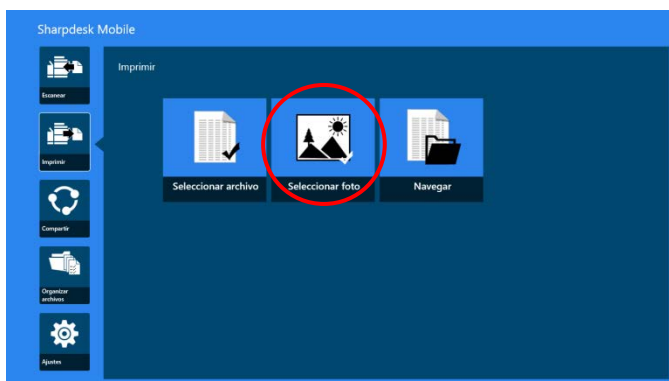 Sharpdesk Mobile
Imprimir
Escanear
Imprimir
Compartir
Organizar
archivos
Ajustes
Seleccionar archivo
Seleccionar foto
Navegar